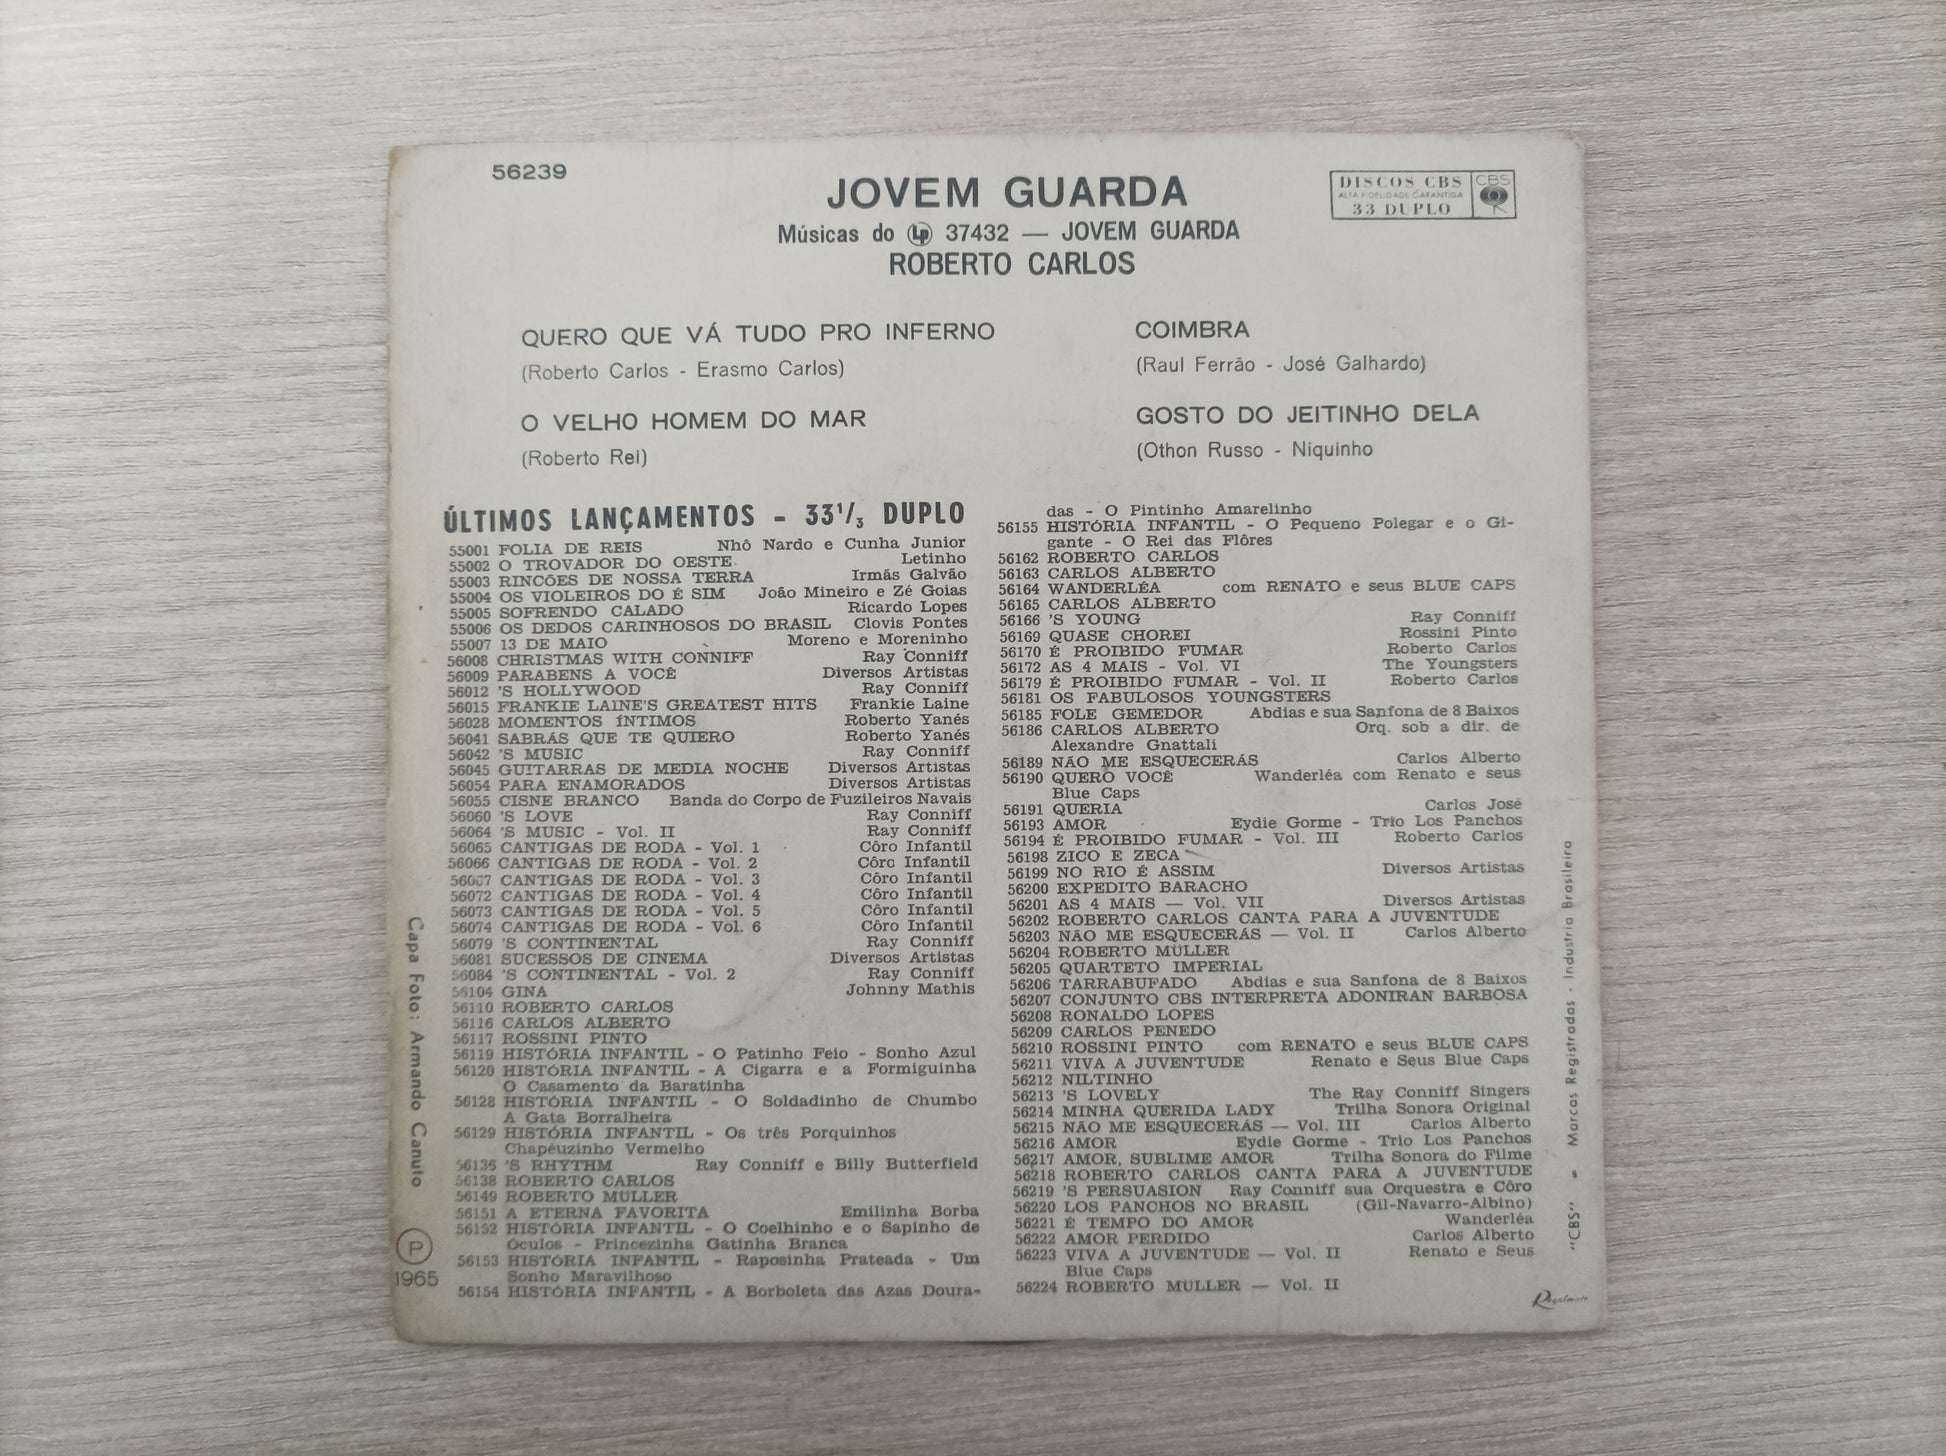 56239
JOVEM GUARDA
Músicas do LP 37432 — JOVEM GUARDA
ROBERTO CARLOS
DISCOS CBS
ALTA FIDELIDADE GARANTIDA
33 DUPLO
CBS
QUERO QUE VÁ TUDO PRO INFERNO
(Roberto Carlos - Erasmo Carlos)
O VELHO HOMEM DO MAR
(Roberto Rei)
COIMBRA
(Raul Ferrão - José Galhardo)
GOSTO DO JEITINHO DELA
(Othon Russo - Niquinho
ÚLTIMOS LANÇAMENTOS - 33 1/3 DUPLO
55001 FOLIA DE REIS Nhô Nardo e Cunha Junior
55002 O TROVADOR DO OESTE Letinho
55003 RINCÕES DE NOSSA TERRA Irmãs Galvão
55004 OS VIOLEIROS DO É SIM João Mineiro e Zé Goias
55005 SOFRENDO CALADO Ricardo Lopes
55006 OS DEDOS CARINHOSOS DO BRASIL Clovis Pontes
55007 13 DE MAIO Moreno e Moreninho
56008 CHRISTMAS WITH CONNIFF Ray Conniff
56009 PARABENS A VOCÊ Diversos Artistas
56012 'S HOLLYWOOD Ray Conniff
56015 FRANKIE LAINE'S GREATEST HITS Frankie Laine
56028 MOMENTOS ÍNTIMOS Roberto Yanés
56041 SABRÁS QUE TE QUIERO Roberto Yanés
56042 'S MUSIC Ray Conniff
56045 GUITARRAS DE MEDIA NOCHE Diversos Artistas
56054 PARA ENAMORADOS Diversos Artistas
56055 CISNE BRANCO Banda do Corpo de Fuzileiros Navais
56060 'S LOVE Ray Conniff
56064 'S MUSIC - Vol. II Ray Conniff
56065 CANTIGAS DE RODA - Vol. 1 Côro Infantil
56066 CANTIGAS DE RODA - Vol. 2 Côro Infantil
56067 CANTIGAS DE RODA - Vol. 3 Côro Infantil
56072 CANTIGAS DE RODA - Vol. 4 Côro Infantil
56073 CANTIGAS DE RODA - Vol. 5 Côro Infantil
56074 CANTIGAS DE RODA - Vol. 6 Côro Infantil
56079 'S CONTINENTAL Ray Conniff
56081 SUCESSOS DE CINEMA Diversos Artistas
56084 'S CONTINENTAL - Vol. 2 Ray Conniff
56104 GINA Johnny Mathis
56110 ROBERTO CARLOS
56116 CARLOS ALBERTO
56117 ROSSINI PINTO
56119 HISTÓRIA INFANTIL - O Patinho Feio - Sonho Azul
56120 HISTÓRIA INFANTIL - A Cigarra e a Formiguinha
O Casamento da Baratinha
56128 HISTÓRIA INFANTIL - O Soldadinho de Chumbo
A Gata Borralheira
56129 HISTÓRIA INFANTIL - Os três Porquinhos
Chapéuzinho Vermelho
56136 'S RHYTHM Ray Conniff e Billy Butterfield
56138 ROBERTO CARLOS
56149 ROBERTO MÜLLER
56151 A ETERNA FAVORITA Emilinha Borba
56152 HISTÓRIA INFANTIL - O Coelhinho e o Sapinho de
Óculos - Princezinha Gatinha Branca
56153 HISTÓRIA INFANTIL - Raposinha Prateada - Um
Sonho Maravilhoso
56154 HISTÓRIA INFANTIL - A Borboleta das Azas Doura-
das - O Pintinho Amarelinho
56155 HISTÓRIA INFANTIL - O Pequeno Polegar e o Gi-
gante - O Rei das Flôres
56162 ROBERTO CARLOS
56163 CARLOS ALBERTO
56164 WANDERLÉA com RENATO e seus BLUE CAPS
56165 CARLOS ALBERTO
56166 'S YOUNG Ray Conniff
56169 QUASE CHOREI Rossini Pinto
56170 É PROIBIDO FUMAR Roberto Carlos
56172 AS 4 MAIS - Vol. VI The Youngsters
56179 É PROIBIDO FUMAR - Vol. II Roberto Carlos
56181 OS FABULOSOS YOUNGSTERS
56185 FOLE GEMEDOR Abdias e sua Sanfona de 8 Baixos
56186 CARLOS ALBERTO Orq. sob a dir. de
Alexandre Gnattali
56189 NÃO ME ESQUECERÁS Carlos Alberto
56190 QUERO VOCÊ Wanderléa com Renato e seus
Blue Caps
56191 QUERIA Carlos José
56193 AMOR Eydie Gorme - Trio Los Panchos
56194 É PROIBIDO FUMAR - Vol. III Roberto Carlos
56198 ZICO E ZECA
56199 NO RIO É ASSIM Diversos Artistas
56200 EXPEDITO BARACHO
56201 AS 4 MAIS — Vol. VII Diversos Artistas
56202 ROBERTO CARLOS CANTA PARA A JUVENTUDE
56203 NÃO ME ESQUECERÁS — Vol. II Carlos Alberto
56204 ROBERTO MÜLLER
56205 QUARTETO IMPERIAL
56206 TARRABUFADO Abdias e sua Sanfona de 8 Baixos
56207 CONJUNTO CBS INTERPRETA ADONIRAN BARBOSA
56208 RONALDO LOPES
56209 CARLOS PENEDO
56210 ROSSINI PINTO com RENATO e seus BLUE CAPS
56211 VIVA A JUVENTUDE Renato e Seus Blue Caps
56212 NILTINHO
56213 'S LOVELY The Ray Conniff Singers
56214 MINHA QUERIDA LADY Trilha Sonora Original
56215 NÃO ME ESQUECERÁS — Vol. III Carlos Alberto
56216 AMOR Eydie Gorme - Trio Los Panchos
56217 AMOR, SUBLIME AMOR Trilha Sonora do Filme
56218 ROBERTO CARLOS CANTA PARA A JUVENTUDE
56219 'S PERSUASION Ray Conniff sua Orquestra e Côro
56220 LOS PANCHOS NO BRASIL (Gil-Navarro-Albino)
56221 É TEMPO DO AMOR Wanderléa
56222 AMOR PERDIDO Carlos Alberto
56223 VIVA A JUVENTUDE — Vol. II Renato e Seus
Blue Caps
56224 ROBERTO MÜLLER — Vol. II
Capa Foto: Armando Canuto
P
1965
"CBS" - Marcas Registradas - Industria Brasileira